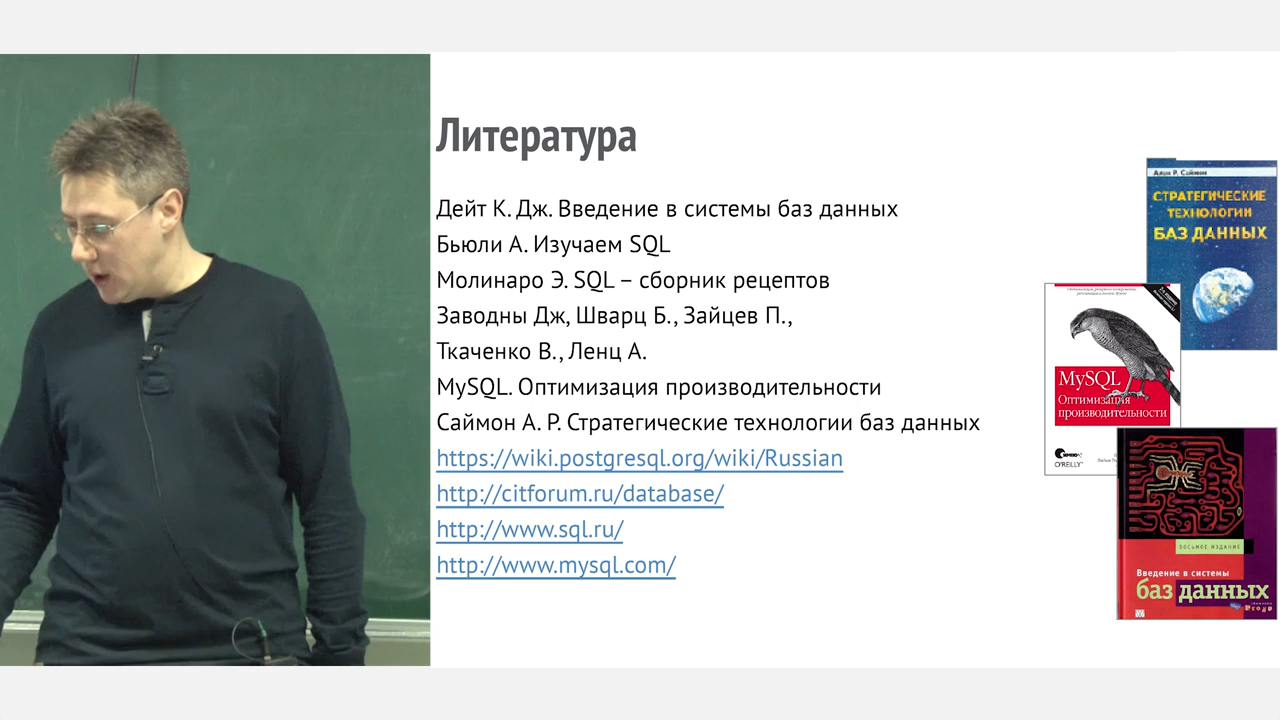 Литература
Дейт К. Дж. Введение в системы баз данных
Бьюли А. Изучаем SQL
Молинаро Э. SQL – сборник рецептов
Заводны Дж, Шварц Б., Зайцев П.,
Ткаченко В., Ленц А.
MySQL. Оптимизация производительности
Саймон А. Р. Стратегические технологии баз данных
https://wiki.postgresql.org/wiki/Russian
http://citforum.ru/database/
http://www.sql.ru/
http://www.mysql.com/
Алан Р. Саймон
СТРАТЕГИЧЕСКИЕ
ТЕХНОЛОГИИ
БАЗ ДАННЫХ
MySQL
Оптимизация
производительности
O'REILLY
ВОСЬМОЕ ИЗДАНИЕ
Введение в системы
баз данных